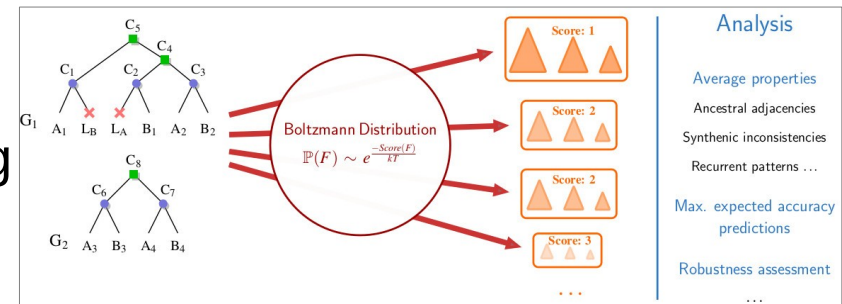 C5
C4
C1
C2
C3
G1
A1 LB LA B1 A2 B2
C8
C6
C7
G2
A3 B3 A4 B4
g
Boltzmann Distribution
ℙ(F) ∼ e^{-Score(F)/kT}
Score: 1
Score: 2
Score: 2
Score: 3
...
Analysis
Average properties
Ancestral adjacencies
Synthenic inconsistencies
Recurrent patterns ...
Max. expected accuracy
predictions
Robustness assessment
...